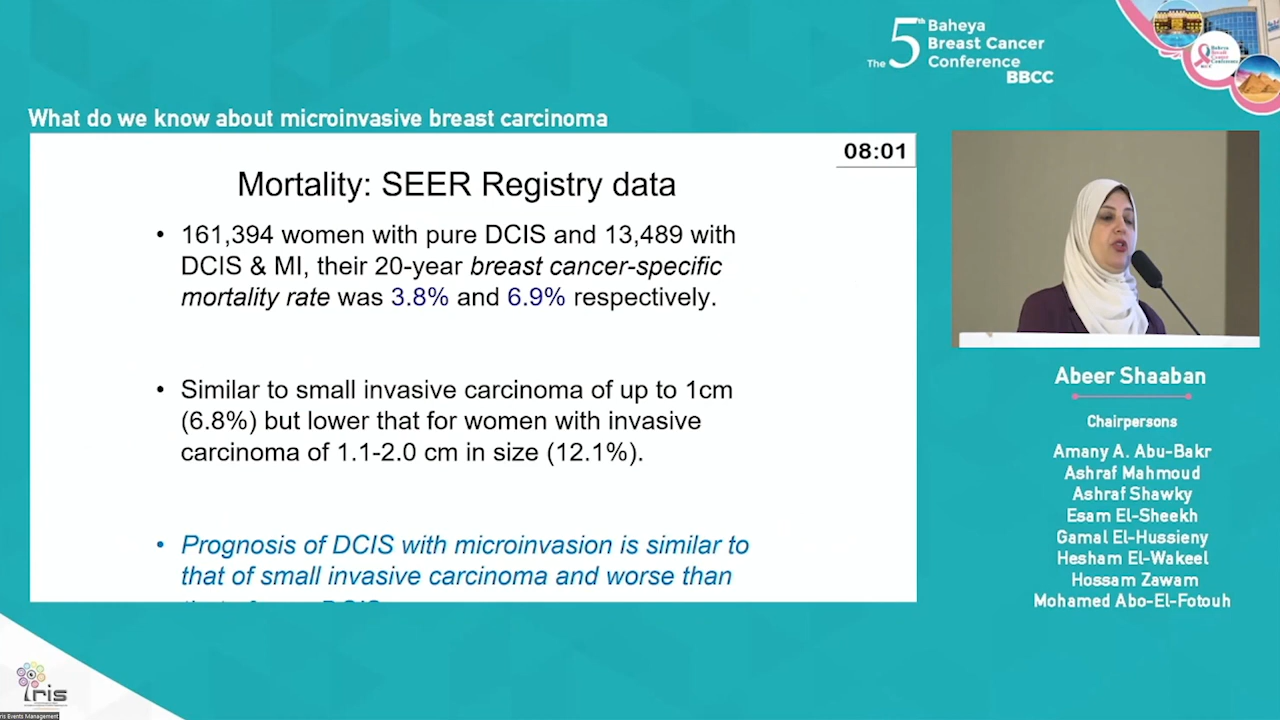 The 5th Baheya
Breast Cancer
Conference
BBCC
What do we know about microinvasive breast carcinoma
08:01
Mortality: SEER Registry data
• 161,394 women with pure DCIS and 13,489 with
DCIS & MI, their 20-year breast cancer-specific
mortality rate was 3.8% and 6.9% respectively.
• Similar to small invasive carcinoma of up to 1cm
(6.8%) but lower that for women with invasive
carcinoma of 1.1-2.0 cm in size (12.1%).
• Prognosis of DCIS with microinvasion is similar to
that of small invasive carcinoma and worse than
Abeer Shaaban
Chairpersons
Amany A. Abu-Bakr
Ashraf Mahmoud
Ashraf Shawky
Esam El-Sheekh
Gamal El-Hussieny
Hesham El-Wakeel
Hossam Zawam
Mohamed Abo-El-Fotouh
Iris
Iris Events Management